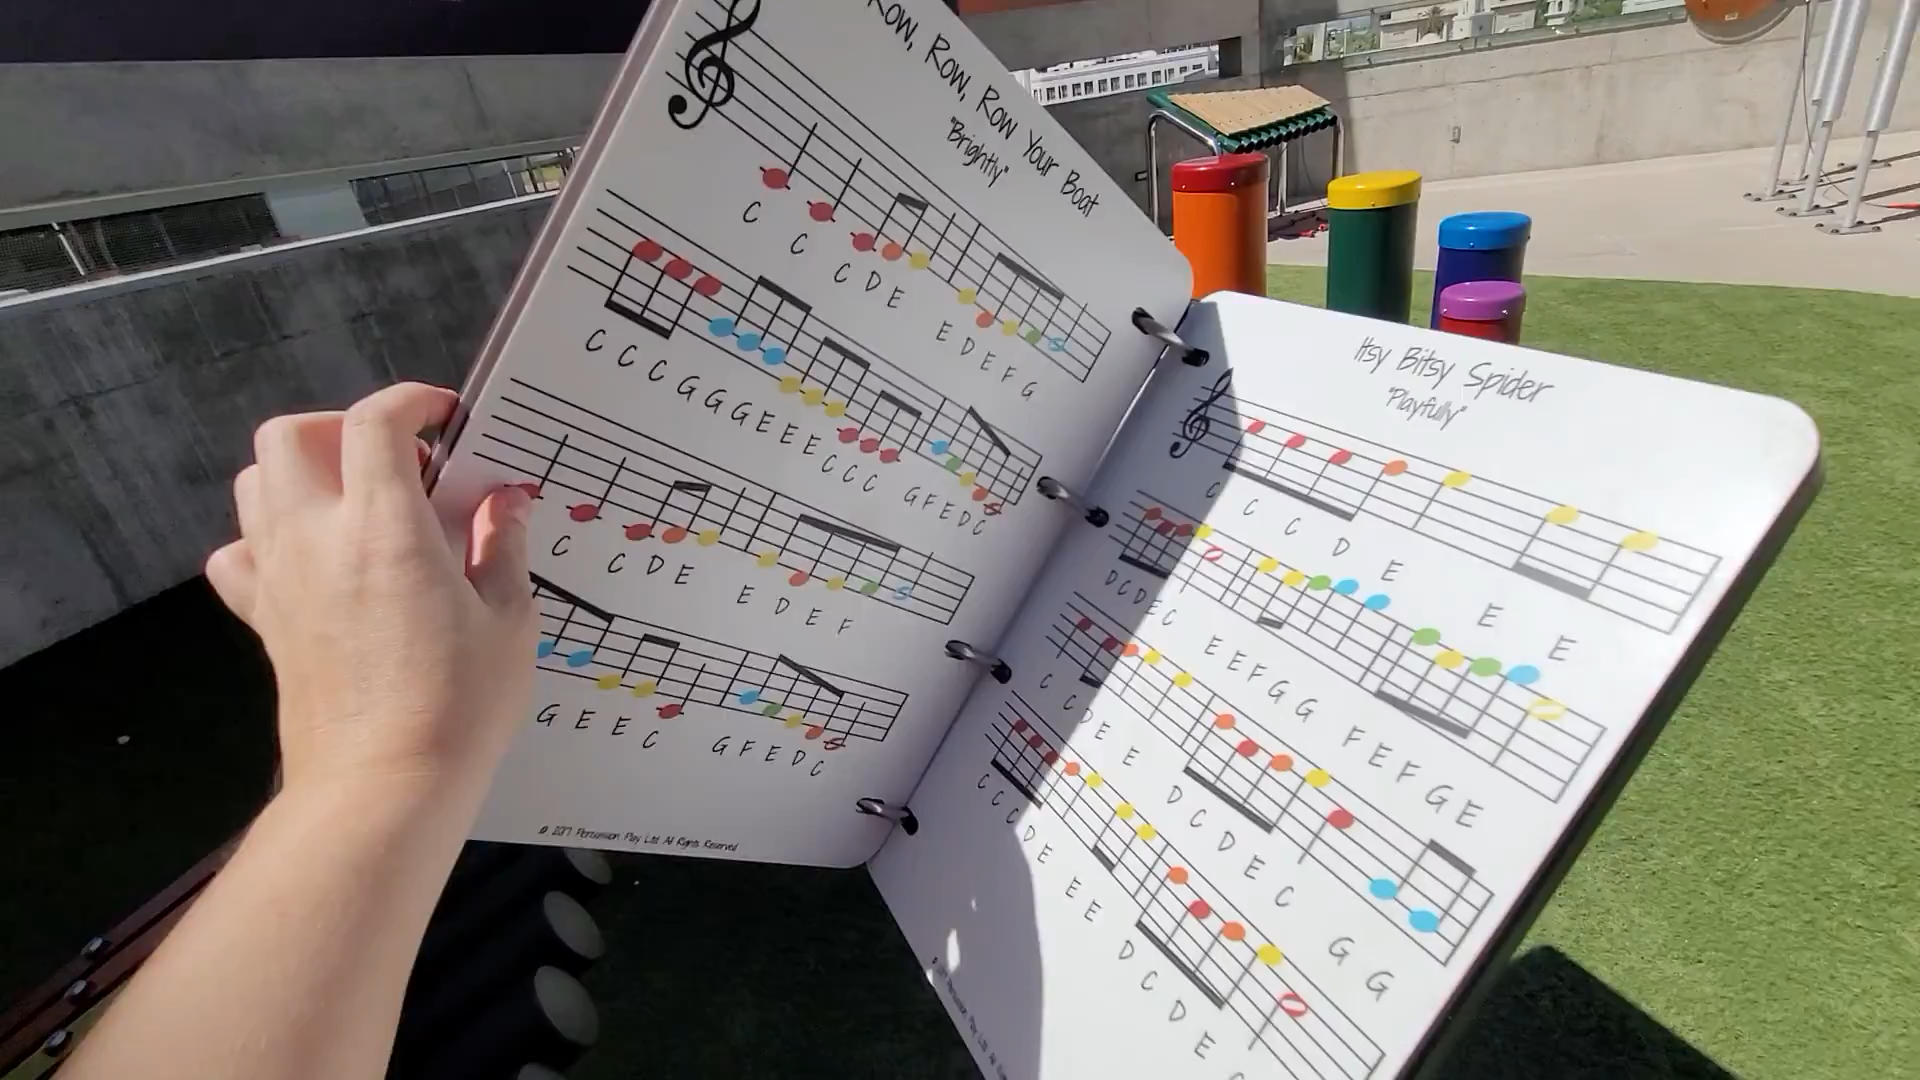 Row, Row, Row Your Boat
"Brightly"
C C C D E E D E F G
C C C G G G E E E C C C G F E D C
C C D E E D E F
G E E C G F E D C
© 2017 Percussion Play Ltd All Rights Reserved
Itsy Bitsy Spider
"Playfully"
C C C D E E E
D C D E C E E F G G F E F G E
C C D E E D C D E C G G
C C C D E E E D C D E